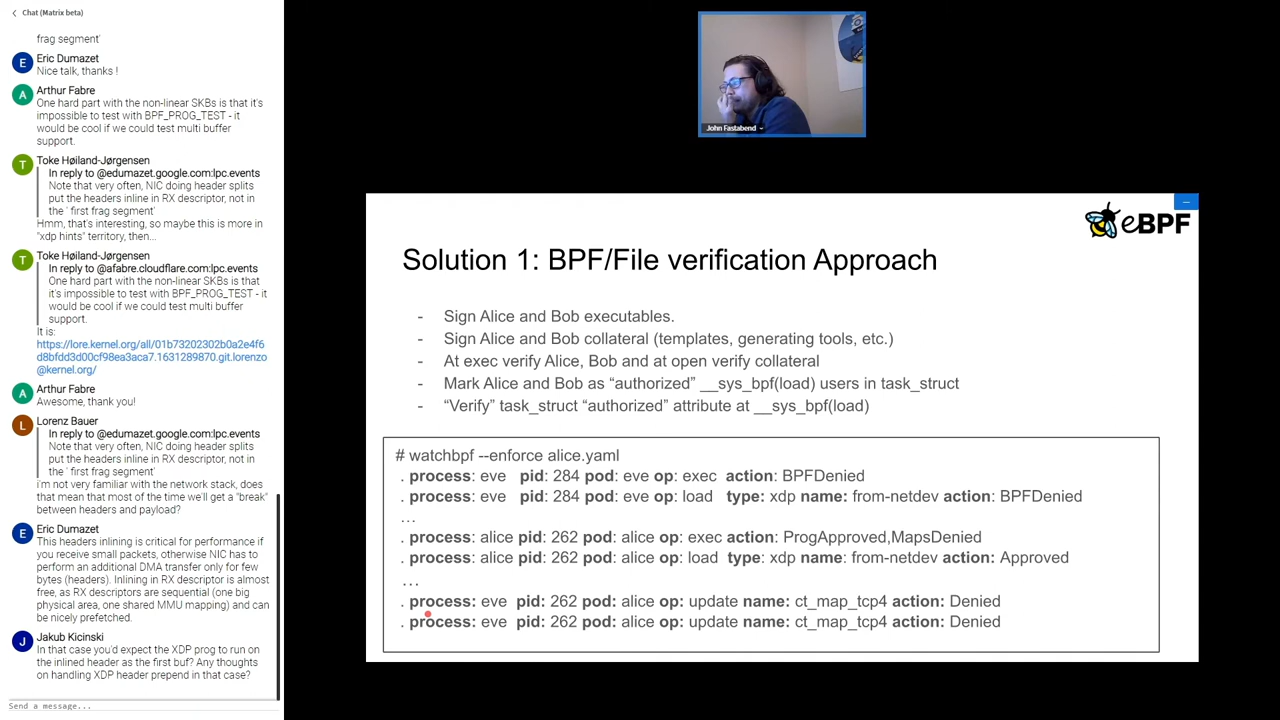 Chat (Matrix beta)
frag segment'
Eric Dumazet
Nice talk, thanks !
Arthur Fabre
One hard part with the non-linear SKBs is that it's
impossible to test with BPF_PROG_TEST - it
would be cool if we could test multi buffer
support.
Toke Høiland-Jørgensen
In reply to @edumazet.google.com:lpc.events
Note that very often, NIC doing header splits
put the headers inline in RX descriptor, not in
the ' first frag segment'
Hmm, that's interesting, so maybe this is more in
"xdp hints" territory, then...
Toke Høiland-Jørgensen
In reply to @afabre.cloudflare.com:lpc.events
One hard part with the non-linear SKBs is that
it's impossible to test with BPF_PROG_TEST - it
would be cool if we could test multi buffer
support.
It is:
https://lore.kernel.org/all/01b73202302b0a2e4f6
d8bfdd3d00cf98ea3aca7.1631289870.git.lorenzo
@kernel.org/
Arthur Fabre
Awesome, thank you!
Lorenz Bauer
In reply to @edumazet.google.com:lpc.events
Note that very often, NIC doing header splits
put the headers inline in RX descriptor, not in
the ' first frag segment'
i'm not very familiar with the network stack, does
that mean that most of the time we'll get a "break"
between headers and payload?
Eric Dumazet
This headers inlining is critical for performance if
you receive small packets, otherwise NIC has to
perform an additional DMA transfer only for few
bytes (headers). Inlining in RX descriptor is almost
free, as RX descriptors are sequential (one big
physical area, one shared MMU mapping) and can
be nicely prefetched.
Jakub Kicinski
In that case you'd expect the XDP prog to run on
the inlined header as the first buf? Any thoughts
on handling XDP header prepend in that case?
Send a message...
E
A
T
T
A
L
E
J
John Fastabend
eBPF
Solution 1: BPF/File verification Approach
- Sign Alice and Bob executables.
- Sign Alice and Bob collateral (templates, generating tools, etc.)
- At exec verify Alice, Bob and at open verify collateral
- Mark Alice and Bob as “authorized” __sys_bpf(load) users in task_struct
- “Verify” task_struct “authorized” attribute at __sys_bpf(load)
# watchbpf --enforce alice.yaml
. process: eve pid: 284 pod: eve op: exec action: BPFDenied
. process: eve pid: 284 pod: eve op: load type: xdp name: from-netdev action: BPFDenied
...
. process: alice pid: 262 pod: alice op: exec action: ProgApproved,MapsDenied
. process: alice pid: 262 pod: alice op: load type: xdp name: from-netdev action: Approved
...
. process: eve pid: 262 pod: alice op: update name: ct_map_tcp4 action: Denied
. process: eve pid: 262 pod: alice op: update name: ct_map_tcp4 action: Denied